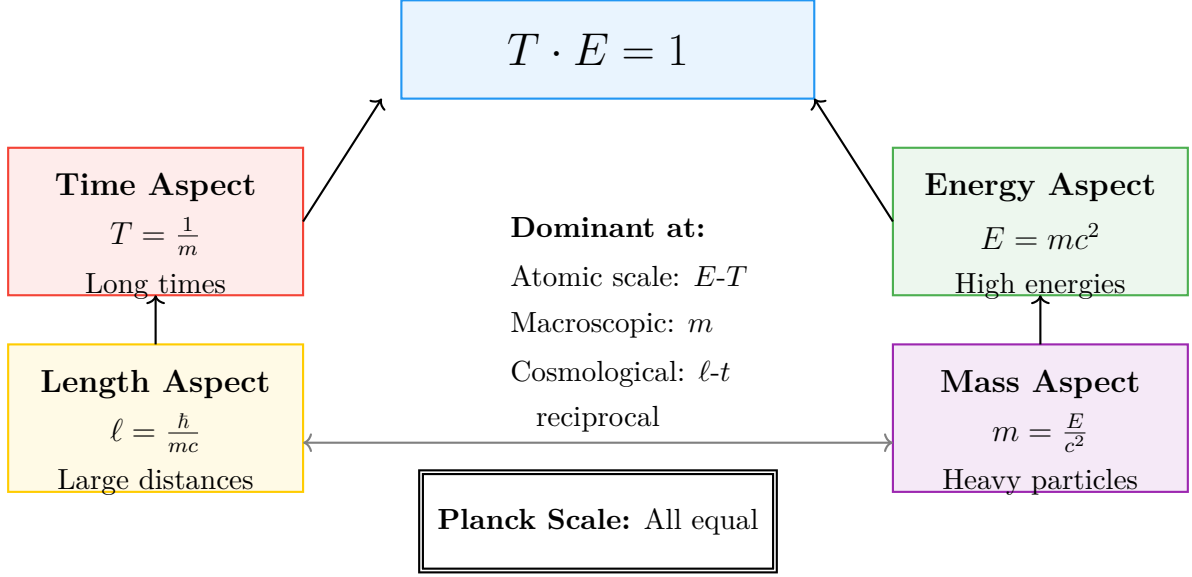 T · E = 1
Time Aspect
T = 1/m
Long times
Energy Aspect
E = mc²
High energies
Dominant at:
Atomic scale: E-T
Macroscopic: m
Cosmological: ℓ-t
reciprocal
Length Aspect
ℓ = ħ/mc
Large distances
Mass Aspect
m = E/c²
Heavy particles
Planck Scale: All equal